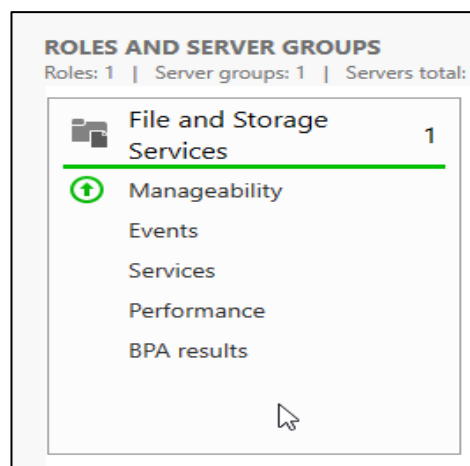 ROLES AND SERVER GROUPS
Roles: 1 | Server groups: 1 | Servers total:
File and Storage 1
Services
Manageability
Events
Services
Performance
BPA results